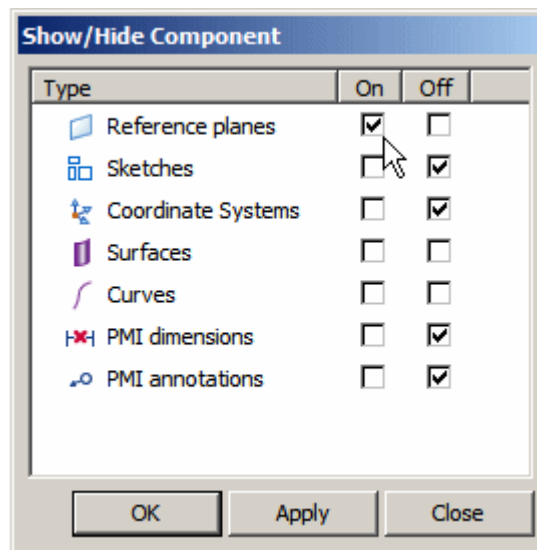 Show/Hide Component
Type On Off
Reference planes
Sketches
Coordinate Systems
Surfaces
Curves
PMI dimensions
PMI annotations
OK Apply Close